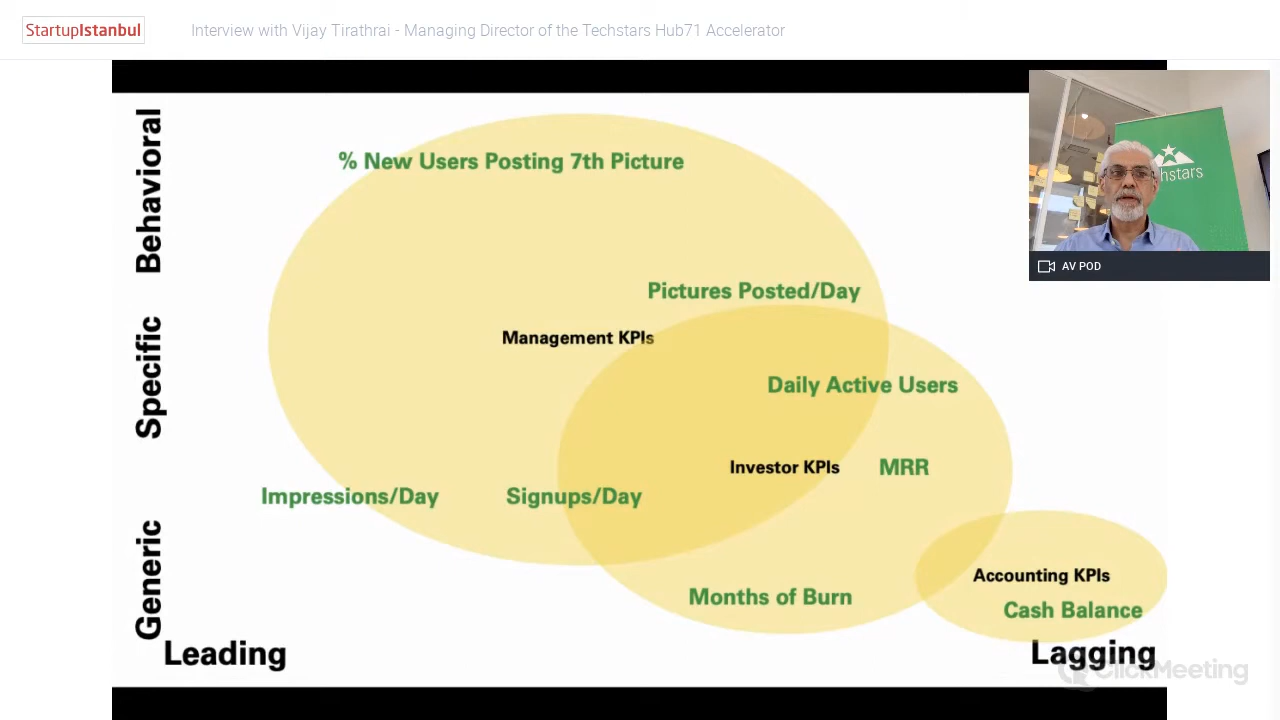 StartupIstanbul
Interview with Vijay Tirathrai - Managing Director of the Techstars Hub71 Accelerator
Behavioral
Specific
Generic
% New Users Posting 7th Picture
Pictures Posted/Day
Management KPIs
Daily Active Users
Investor KPIs
MRR
Impressions/Day
Signups/Day
Months of Burn
Accounting KPIs
Cash Balance
Leading
Lagging
AV POD
ClickMeeting